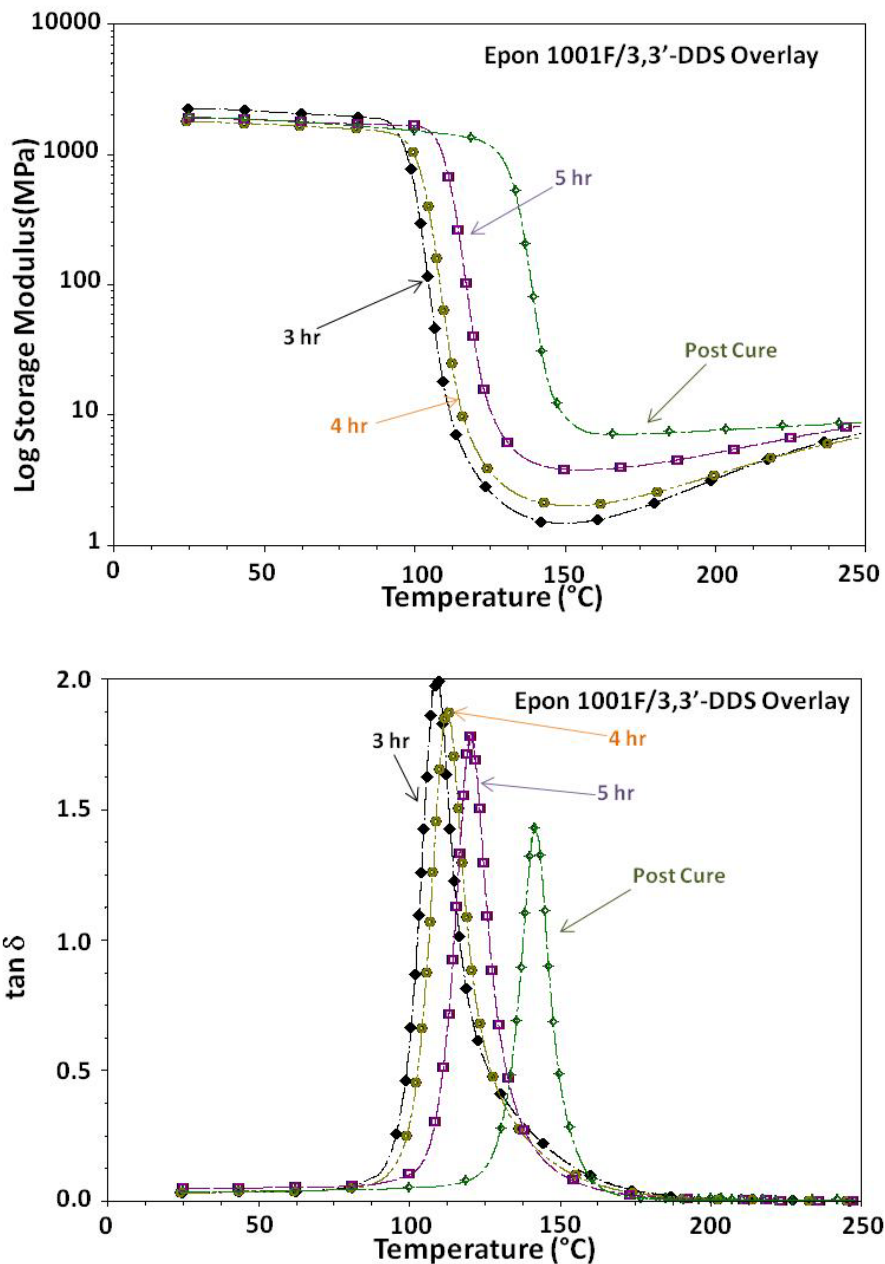 Epon 1001F/3,3’-DDS Overlay
Log Storage Modulus(MPa)
10000
1000
100
10
1
5 hr
3 hr
Post Cure
4 hr
0 50 100 150 200 250
Temperature (°C)
Epon 1001F/3,3’-DDS Overlay
tan δ
2.0
1.5
1.0
0.5
0.0
3 hr
4 hr
5 hr
Post Cure
0 50 100 150 200 250
Temperature (°C)